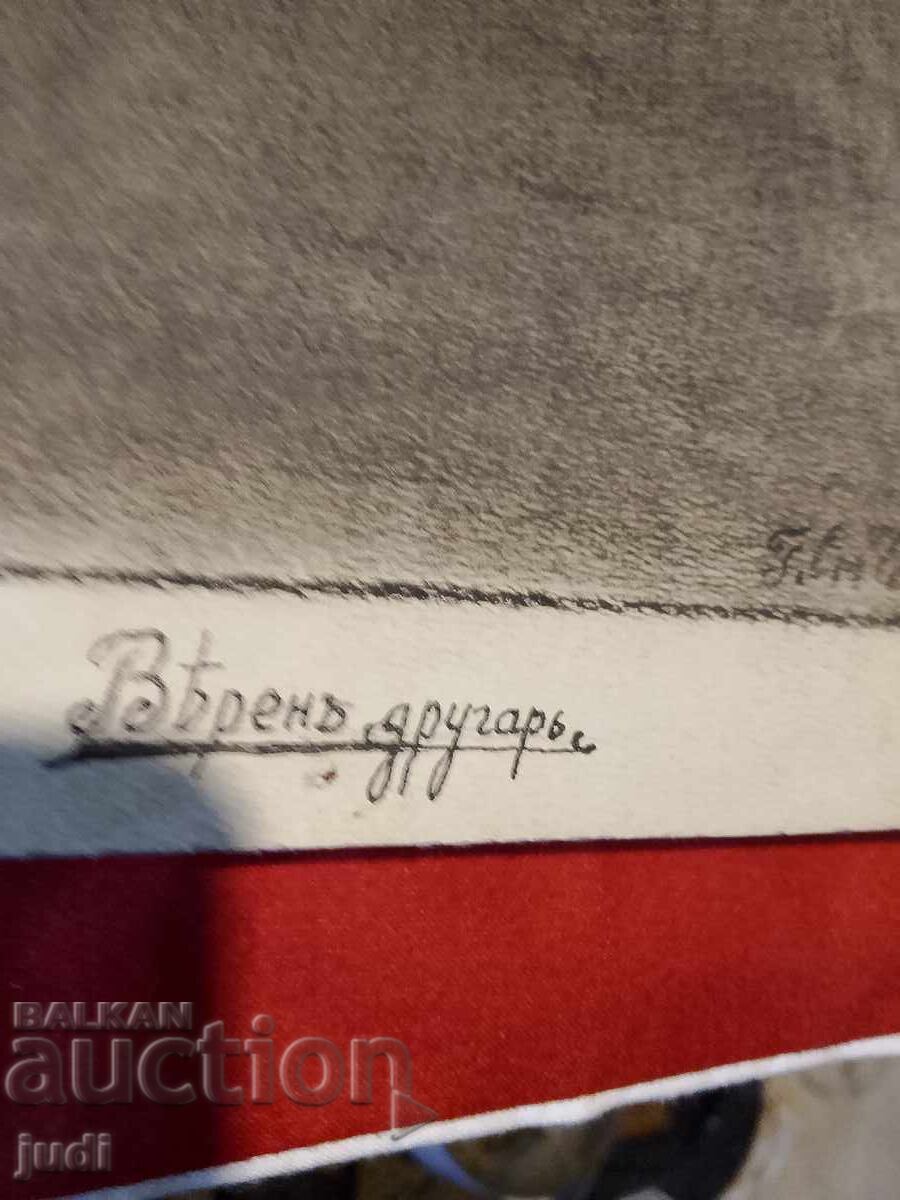 Вѣренъ другарь
BALKAN
auction
judi